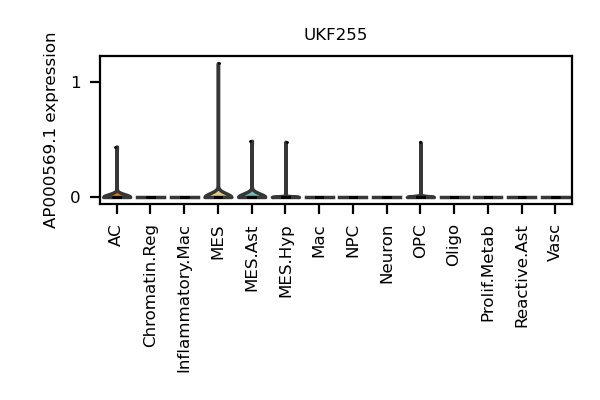 UKF255
AP000569.1 expression
1
0
AC
Chromatin.Reg
Inflammatory.Mac
MES
MES.Ast
MES.Hyp
Mac
NPC
Neuron
OPC
Oligo
Prolif.Metab
Reactive.Ast
Vasc